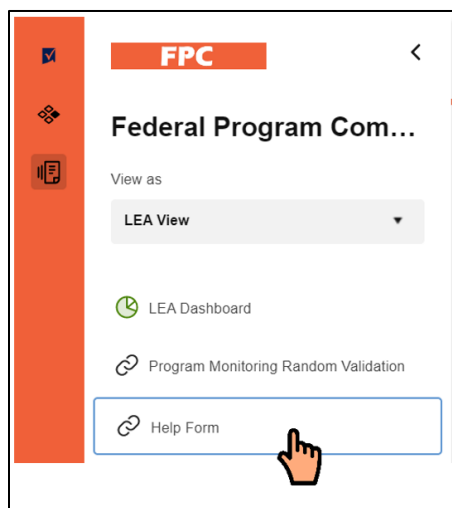 FPC
Federal Program Com...
View as
LEA View
LEA Dashboard
Program Monitoring Random Validation
Help Form